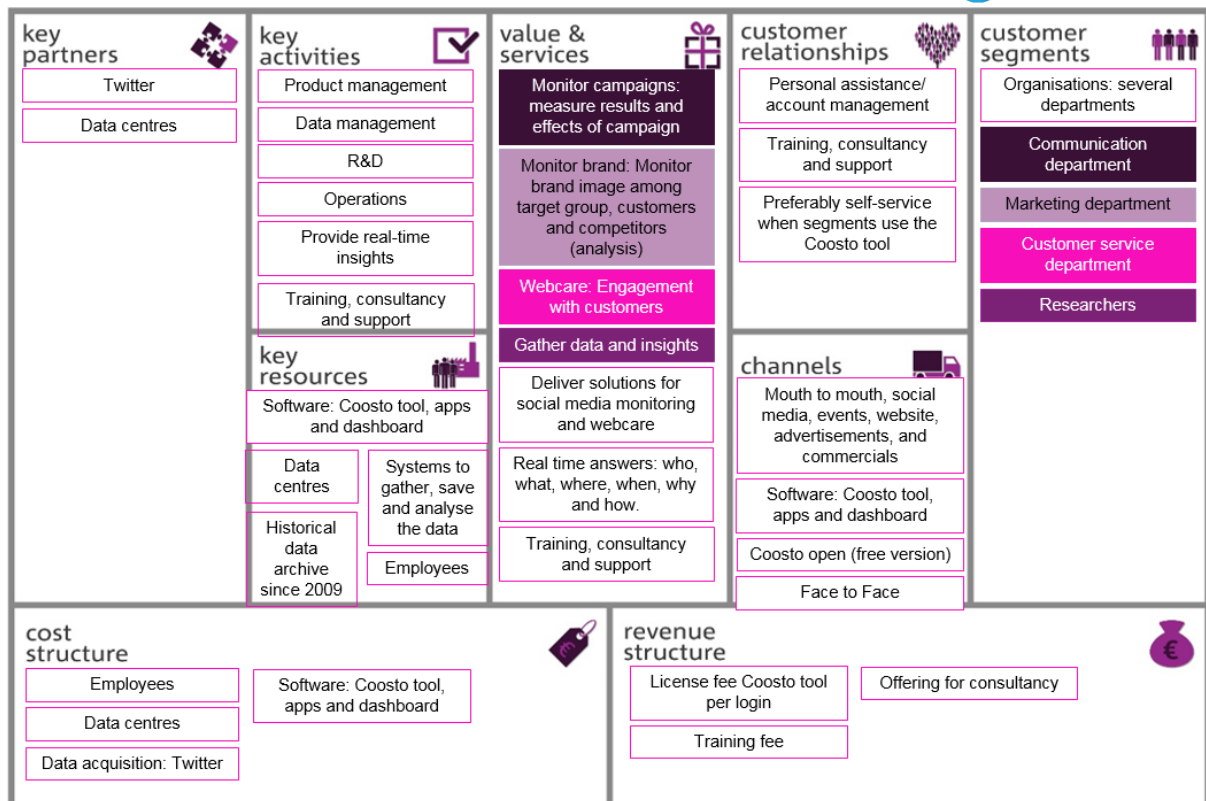 key
partners
Twitter
Data centres
key
activities
Product management
Data management
R&D
Operations
Provide real-time
insights
Training, consultancy
and support
key
resources
Software: Coosto tool, apps
and dashboard
Data
centres
Historical
data
archive
since 2009
Systems to
gather, save
and analyse
the data
Employees
value &
services
Monitor campaigns:
measure results and
effects of campaign
Monitor brand: Monitor
brand image among
target group, customers
and competitors
(analysis)
Webcare: Engagement
with customers
Gather data and insights
Deliver solutions for
social media monitoring
and webcare
Real time answers: who,
what, where, when, why
and how.
Training, consultancy
and support
customer
relationships
Personal assistance/
account management
Training, consultancy
and support
Preferably self-service
when segments use the
Coosto tool
channels
Mouth to mouth, social
media, events, website,
advertisements, and
commercials
Software: Coosto tool,
apps and dashboard
Coosto open (free version)
Face to Face
customer
segments
Organisations: several
departments
Communication
department
Marketing department
Customer service
department
Researchers
cost
structure
€
Employees
Data centres
Data acquisition: Twitter
Software: Coosto tool,
apps and dashboard
revenue
structure
€
License fee Coosto tool
per login
Training fee
Offering for consultancy